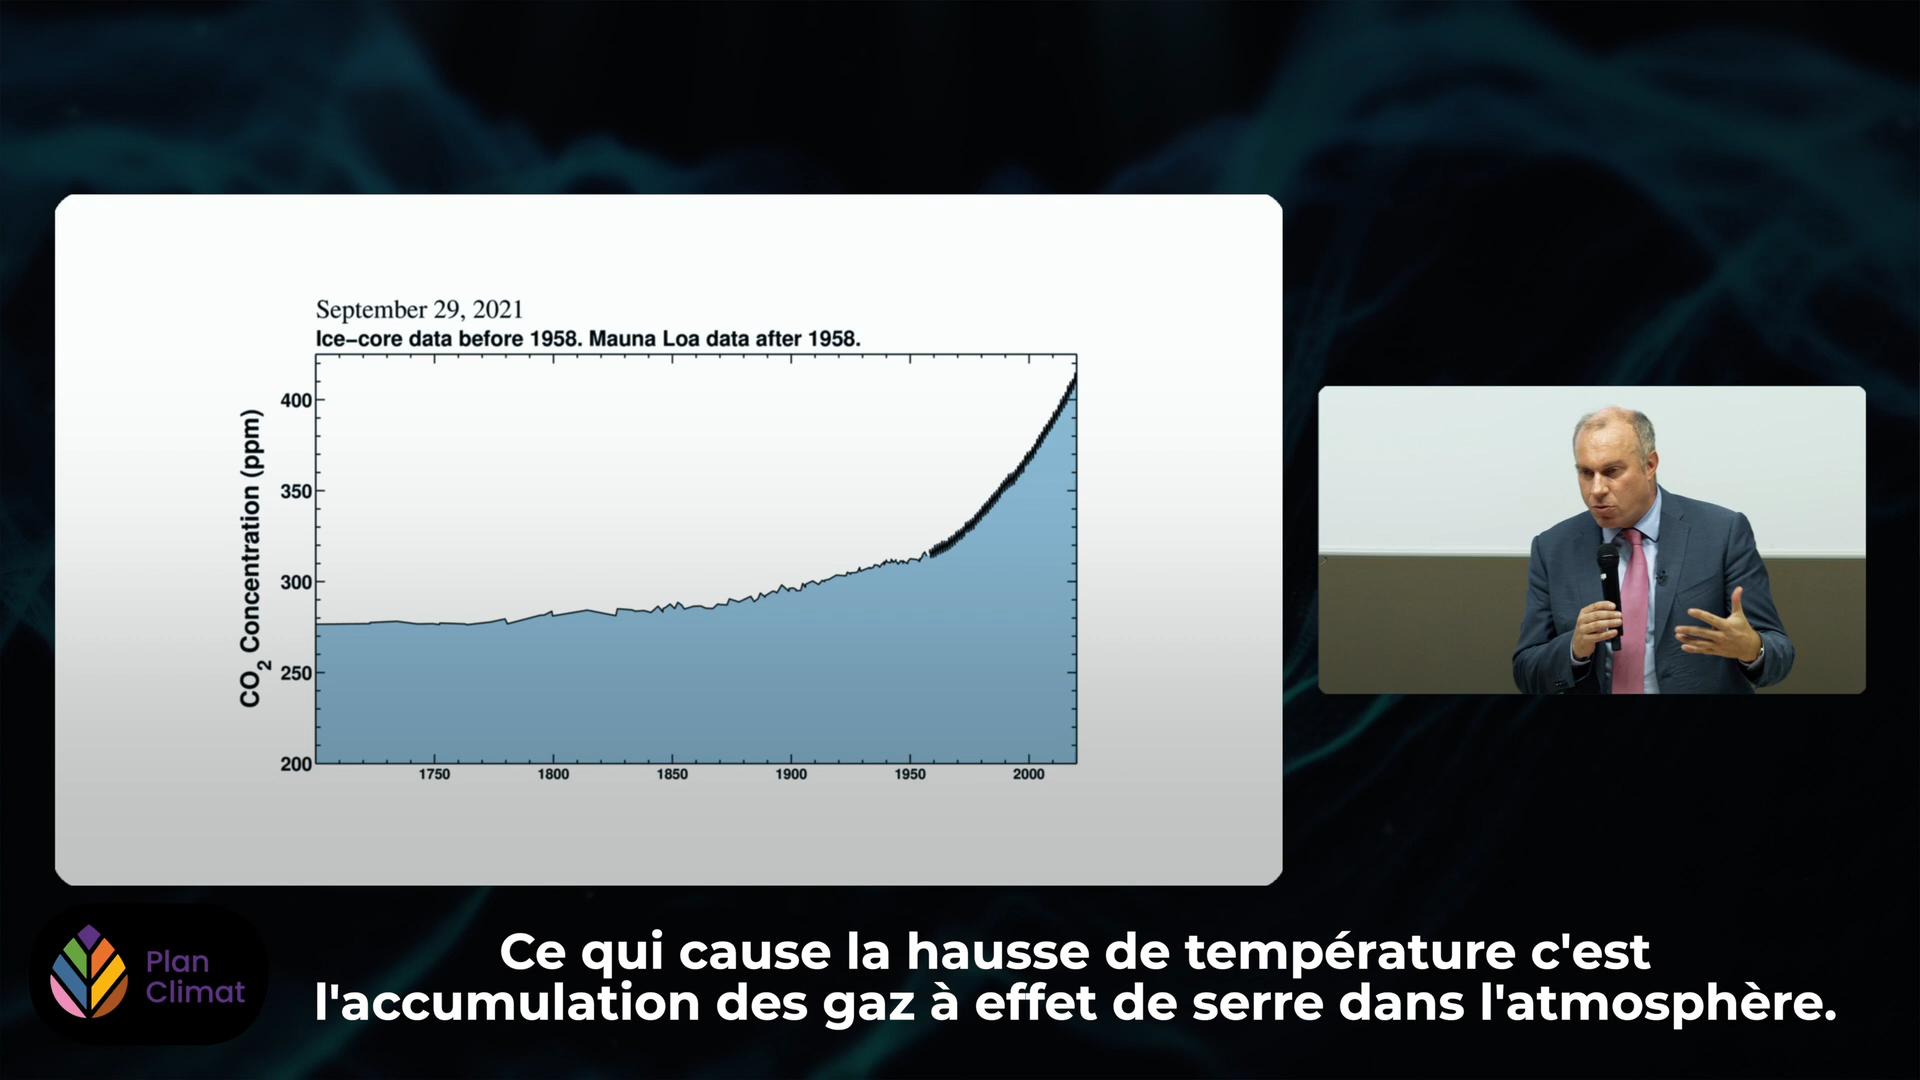 September 29, 2021
Ice-core data before 1958. Mauna Loa data after 1958.
CO2 Concentration (ppm)
400
350
300
250
200
1750 1800 1850 1900 1950 2000
Plan
Climat
Ce qui cause la hausse de température c'est
l'accumulation des gaz à effet de serre dans l'atmosphère.